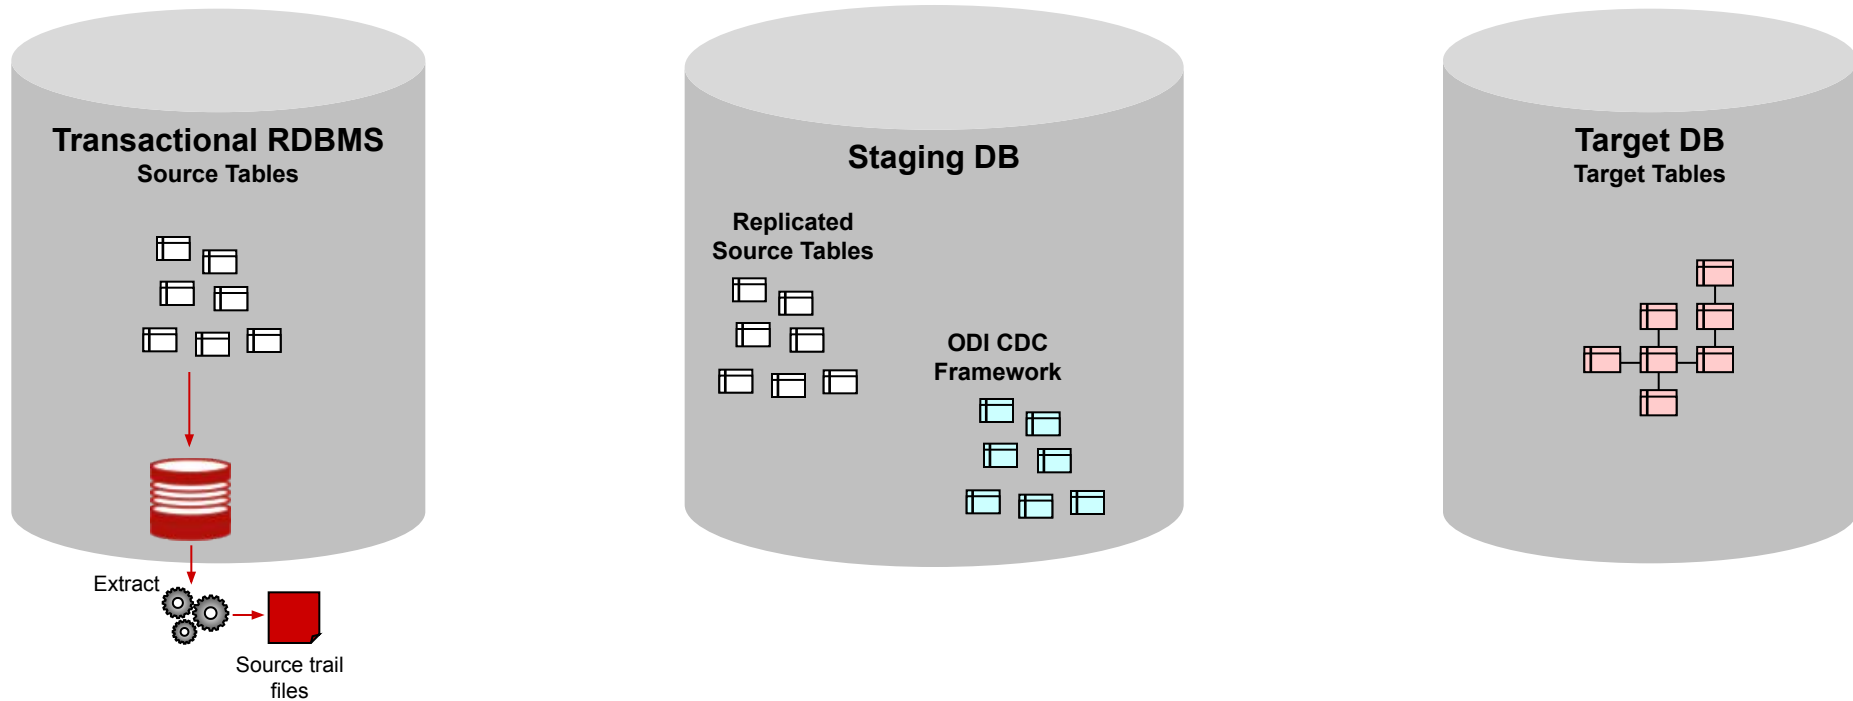 Transactional RDBMS
Source Tables
Extract
Source trail
files
Staging DB
Replicated
Source Tables
ODI CDC
Framework
Target DB
Target Tables